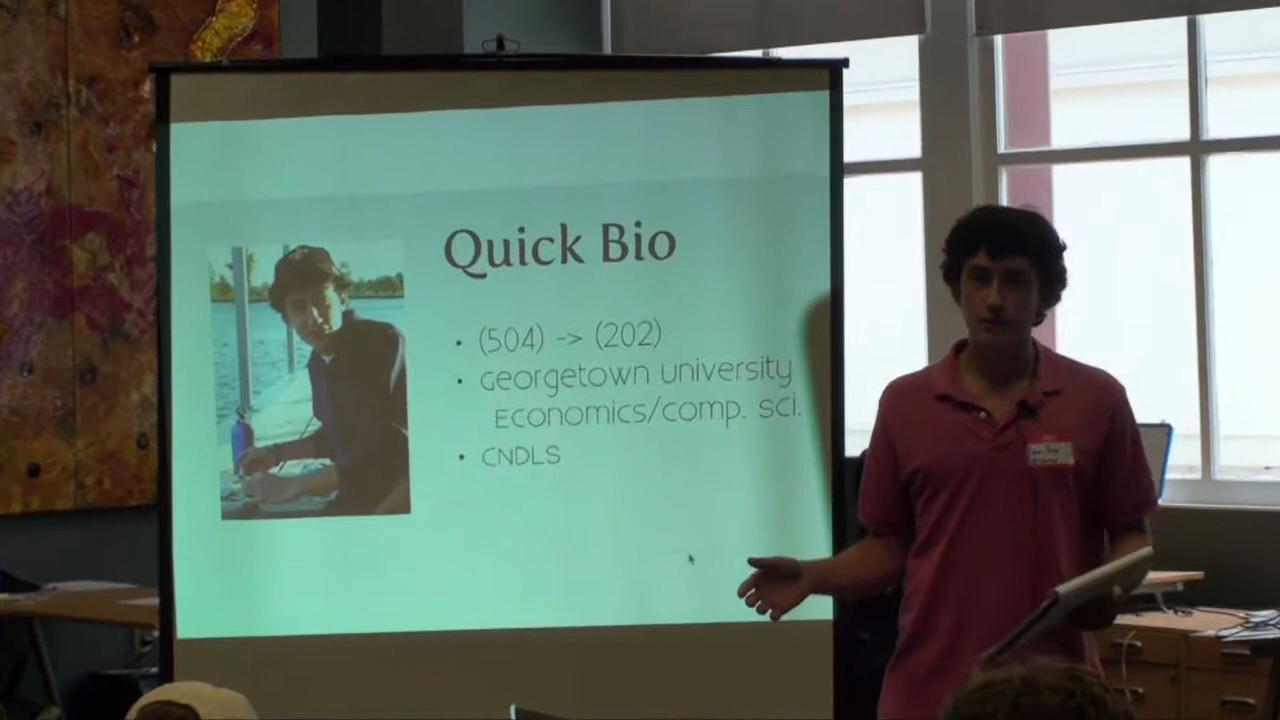 Quick Bio
• (504) -> (202)
• Georgetown University
Economics/comp. sci.
• CNDLS